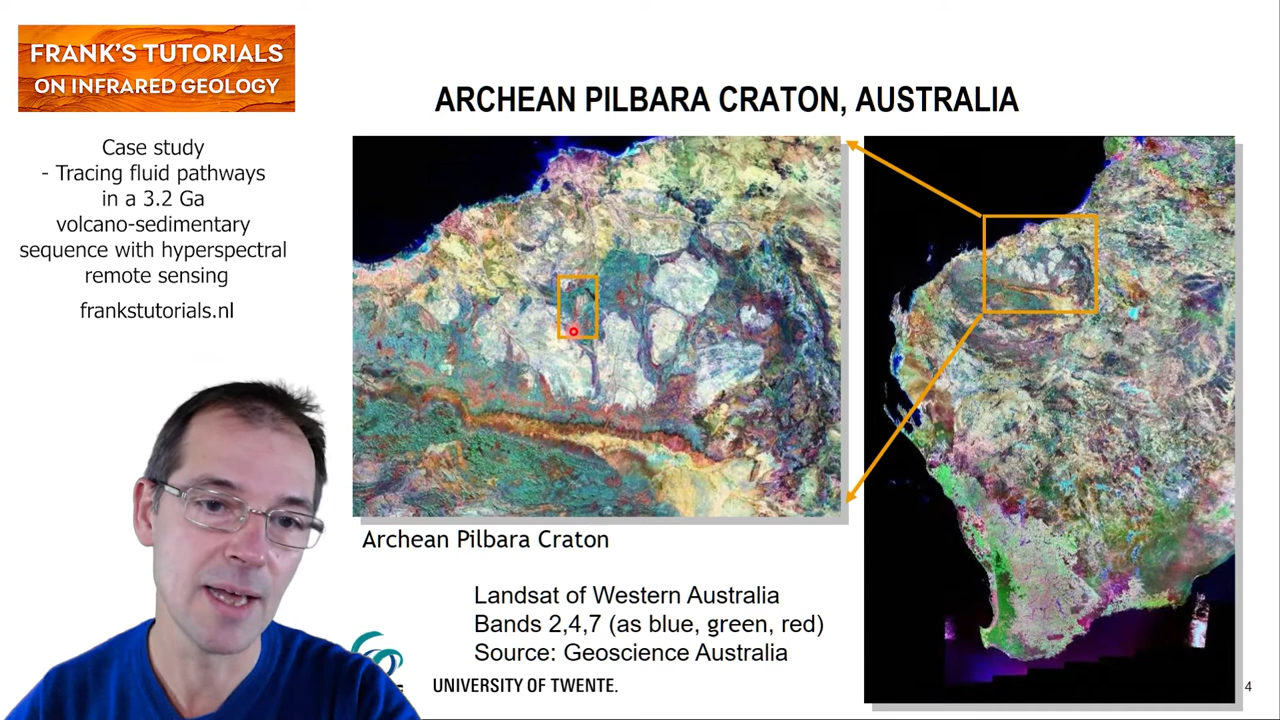 FRANK'S TUTORIALS
ON INFRARED GEOLOGY
Case study
- Tracing fluid pathways
in a 3.2 Ga
volcano-sedimentary
sequence with hyperspectral
remote sensing
frankstutorials.nl
ARCHEAN PILBARA CRATON, AUSTRALIA
Archean Pilbara Craton
Landsat of Western Australia
Bands 2,4,7 (as blue, green, red)
Source: Geoscience Australia
UNIVERSITY OF TWENTE.
4